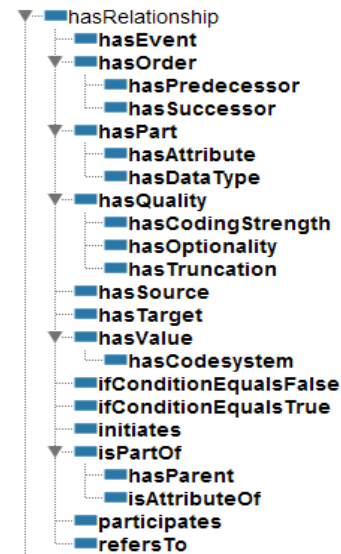 hasRelationship
hasEvent
hasOrder
hasPredecessor
hasSuccessor
hasPart
hasAttribute
hasDataType
hasQuality
hasCodingStrength
hasOptionality
hasTruncation
hasSource
hasTarget
hasValue
hasCodesystem
ifConditionEqualsFalse
ifConditionEqualsTrue
initiates
isPartOf
hasParent
isAttributeOf
participates
refersTo